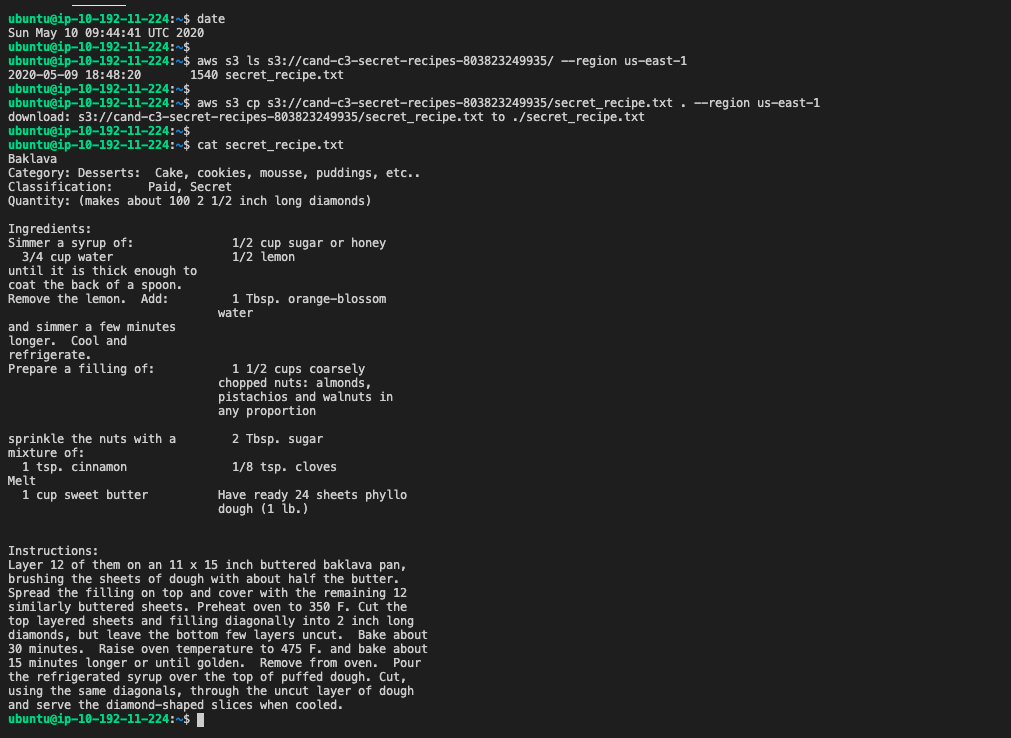 ubuntu@ip-10-192-11-224:~$ date
Sun May 10 09:44:41 UTC 2020
ubuntu@ip-10-192-11-224:~$
ubuntu@ip-10-192-11-224:~$ aws s3 ls s3://cand-c3-secret-recipes-803823249935/ --region us-east-1
2020-05-09 18:48:20       1540 secret_recipe.txt
ubuntu@ip-10-192-11-224:~$
ubuntu@ip-10-192-11-224:~$ aws s3 cp s3://cand-c3-secret-recipes-803823249935/secret_recipe.txt . --region us-east-1
download: s3://cand-c3-secret-recipes-803823249935/secret_recipe.txt to ./secret_recipe.txt
ubuntu@ip-10-192-11-224:~$
ubuntu@ip-10-192-11-224:~$ cat secret_recipe.txt
Baklava
Category: Desserts:  Cake, cookies, mousse, puddings, etc..
Classification:     Paid, Secret
Quantity: (makes about 100 2 1/2 inch long diamonds)

Ingredients:
Simmer a syrup of:              1/2 cup sugar or honey
  3/4 cup water                 1/2 lemon
until it is thick enough to
coat the back of a spoon.
Remove the lemon.  Add:         1 Tbsp. orange-blossom
                              water
and simmer a few minutes
longer.  Cool and
refrigerate.
Prepare a filling of:           1 1/2 cups coarsely
                              chopped nuts: almonds,
                              pistachios and walnuts in
                              any proportion

sprinkle the nuts with a        2 Tbsp. sugar
mixture of:
  1 tsp. cinnamon               1/8 tsp. cloves
Melt
  1 cup sweet butter          Have ready 24 sheets phyllo
                              dough (1 lb.)


Instructions:
Layer 12 of them on an 11 x 15 inch buttered baklava pan,
brushing the sheets of dough with about half the butter.
Spread the filling on top and cover with the remaining 12
similarly buttered sheets. Preheat oven to 350 F. Cut the
top layered sheets and filling diagonally into 2 inch long
diamonds, but leave the bottom few layers uncut.  Bake about
30 minutes.  Raise oven temperature to 475 F. and bake about
15 minutes longer or until golden.  Remove from oven.  Pour
the refrigerated syrup over the top of puffed dough. Cut,
using the same diagonals, through the uncut layer of dough
and serve the diamond-shaped slices when cooled.
ubuntu@ip-10-192-11-224:~$